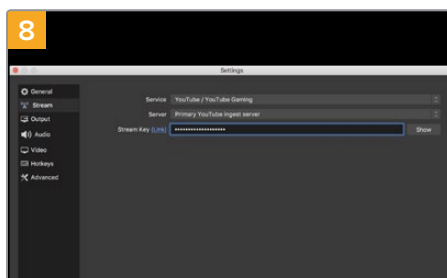 8
Settings
General
Stream
Output
Audio
Video
Hotkeys
Advanced
Service YouTube / YouTube Gaming
Server Primary YouTube ingest server
Stream Key (Link) •••••••••••••••••••• Show